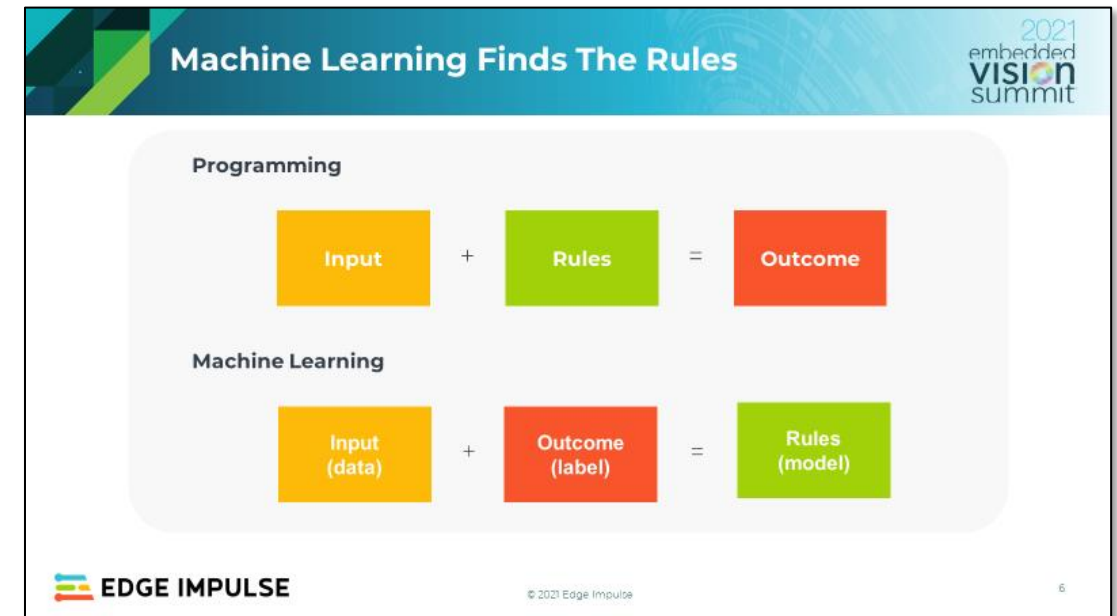 Machine Learning Finds The Rules
2021
embedded
VISION
summit
Programming
Input + Rules = Outcome
Machine Learning
Input
(data)
+
Outcome
(label)
=
Rules
(model)
EDGE IMPULSE
© 2021 Edge Impulse
6